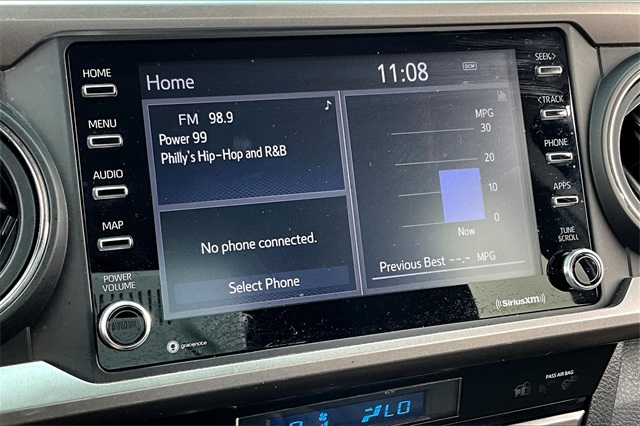 HOME
MENU
AUDIO
MAP
POWER
VOLUME
gracenote
Home
11:08
DCM
FM 98.9
Power 99
Philly's Hip-Hop and R&B
No phone connected.
Select Phone
MPG
30
20
10
0
Now
Previous Best --.- MPG
SEEK>
<TRACK
PHONE
APPS
TUNE
SCROLL
SiriusXM
PASS AIR BAG
LO